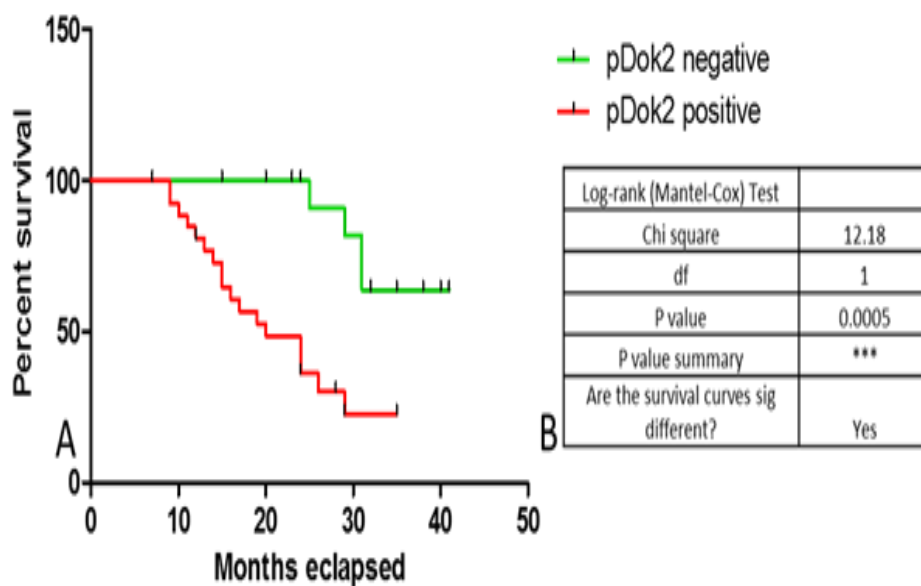 150
100
50
0
Percent survival
A
0 10 20 30 40 50
Months eclapsed
pDok2 negative
pDok2 positive
B
Log-rank (Mantel-Cox) Test
Chi square 12.18
df 1
P value 0.0005
P value summary ***
Are the survival curves sig
different? Yes